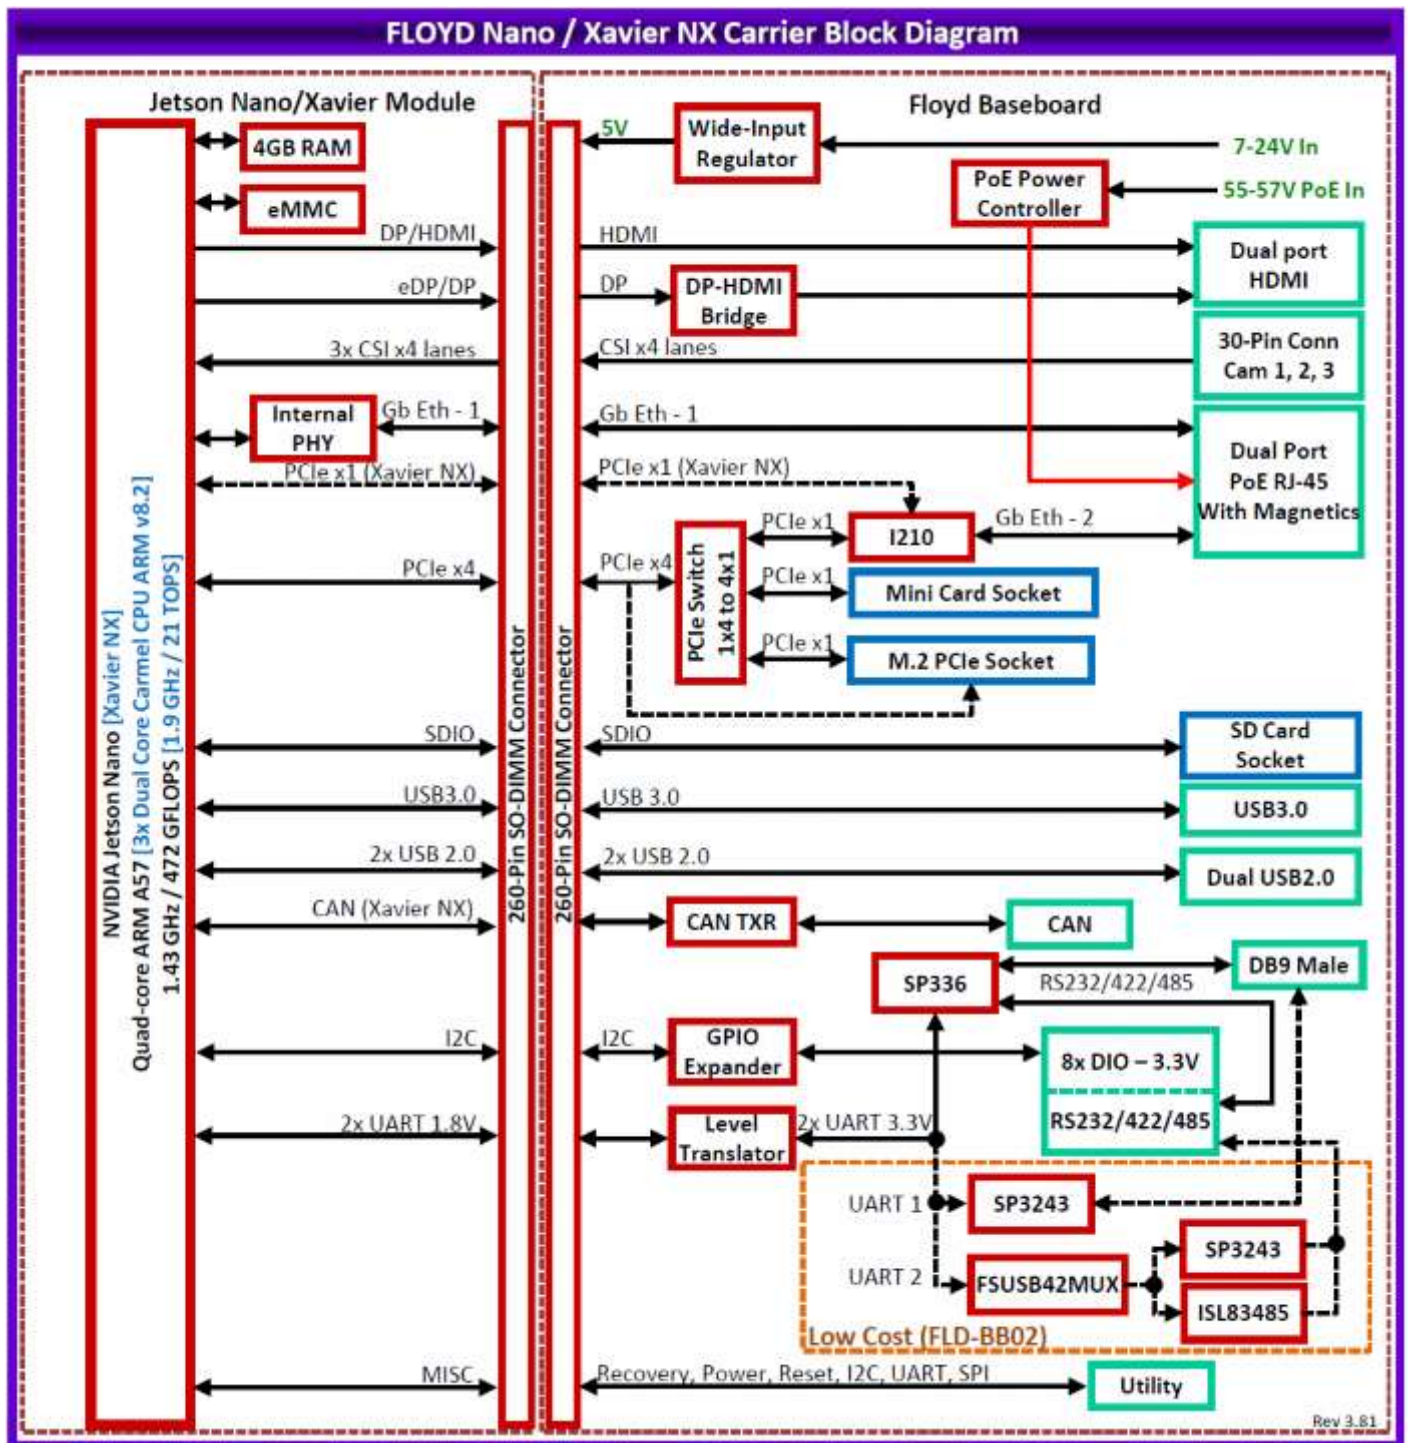 FLOYD Nano / Xavier NX Carrier Block Diagram
Jetson Nano/Xavier Module
Floyd Baseboard
NVIDIA Jetson Nano [Xavier NX]
Quad-core ARM A57 [3x Dual Core Carmel CPU ARM v8.2]
1.43 GHz / 472 GFLOPS [1.9 GHz / 21 TOPS]
4GB RAM
eMMC
DP/HDMI
eDP/DP
3x CSI x4 lanes
Internal
PHY
Gb Eth - 1
PCIe x1 (Xavier NX)
PCIe x4
SDIO
USB3.0
2x USB 2.0
CAN (Xavier NX)
I2C
2x UART 1.8V
MISC
260-Pin SO-DIMM Connector
260-Pin SO-DIMM Connector
5V
Wide-Input
Regulator
7-24V In
PoE Power
Controller
55-57V PoE In
HDMI
Dual port
HDMI
DP
DP-HDMI
Bridge
CSI x4 lanes
30-Pin Conn
Cam 1, 2, 3
Gb Eth - 1
Dual Port
PoE RJ-45
With Magnetics
PCIe x1 (Xavier NX)
PCIe x1
I210
Gb Eth - 2
PCIe x4
PCIe Switch
1x4 to 4x1
PCIe x1
Mini Card Socket
PCIe x1
M.2 PCIe Socket
SDIO
SD Card
Socket
USB 3.0
USB3.0
2x USB 2.0
Dual USB2.0
CAN TXR
CAN
SP336
RS232/422/485
DB9 Male
I2C
GPIO
Expander
8x DIO – 3.3V
RS232/422/485
Level
Translator
2x UART 3.3V
UART 1
SP3243
SP3243
UART 2
FSUSB42MUX
ISL83485
Low Cost (FLD-BB02)
Recovery, Power, Reset, I2C, UART, SPI
Utility
Rev 3.81